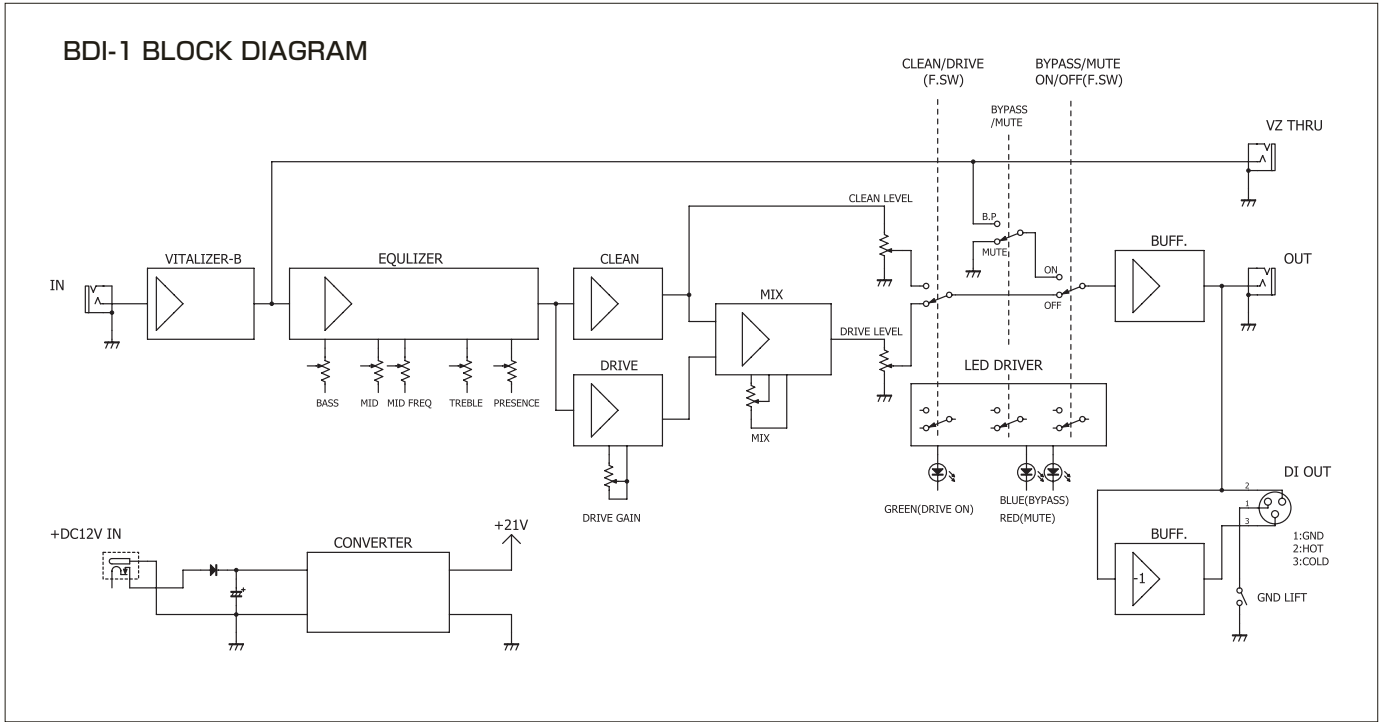 BDI-1 BLOCK DIAGRAM
CLEAN/DRIVE
(F.SW)
BYPASS/MUTE
ON/OFF(F.SW)
BYPASS
/MUTE
VZ THRU
CLEAN LEVEL
B.P
MUTE
IN
VITALIZER-B
EQULIZER
CLEAN
MIX
ON
OFF
BUFF.
OUT
DRIVE LEVEL
DRIVE
LED DRIVER
BASS
MID
MID FREQ
TREBLE
PRESENCE
MIX
DRIVE GAIN
GREEN(DRIVE ON)
BLUE(BYPASS)
RED(MUTE)
DI OUT
2
1
3
1:GND
2:HOT
3:COLD
BUFF.
-1
GND LIFT
+DC12V IN
CONVERTER
+21V
+